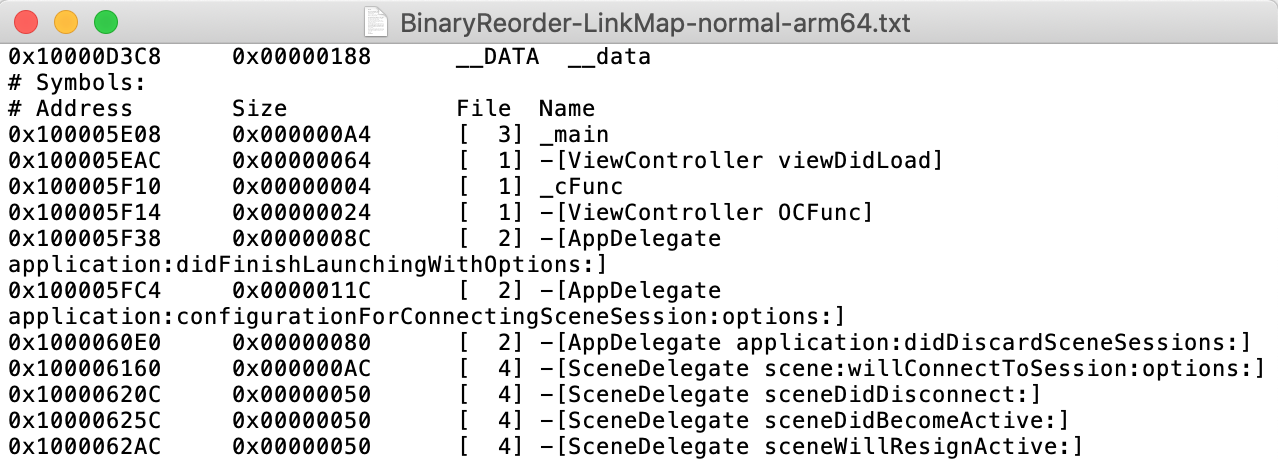 BinaryReorder-LinkMap-normal-arm64.txt
0x10000D3C8 0x00000188 __DATA __data
# Symbols:
# Address Size File Name
0x100005E08 0x000000A4 [ 3] _main
0x100005EAC 0x00000064 [ 1] -[ViewController viewDidLoad]
0x100005F10 0x00000004 [ 1] _cFunc
0x100005F14 0x00000024 [ 1] -[ViewController OCFunc]
0x100005F38 0x0000008C [ 2] -[AppDelegate
application:didFinishLaunchingWithOptions:]
0x100005FC4 0x0000011C [ 2] -[AppDelegate
application:configurationForConnectingSceneSession:options:]
0x1000060E0 0x00000080 [ 2] -[AppDelegate application:didDiscardSceneSessions:]
0x100006160 0x000000AC [ 4] -[SceneDelegate scene:willConnectToSession:options:]
0x10000620C 0x00000050 [ 4] -[SceneDelegate sceneDidDisconnect:]
0x10000625C 0x00000050 [ 4] -[SceneDelegate sceneDidBecomeActive:]
0x1000062AC 0x00000050 [ 4] -[SceneDelegate sceneWillResignActive:]